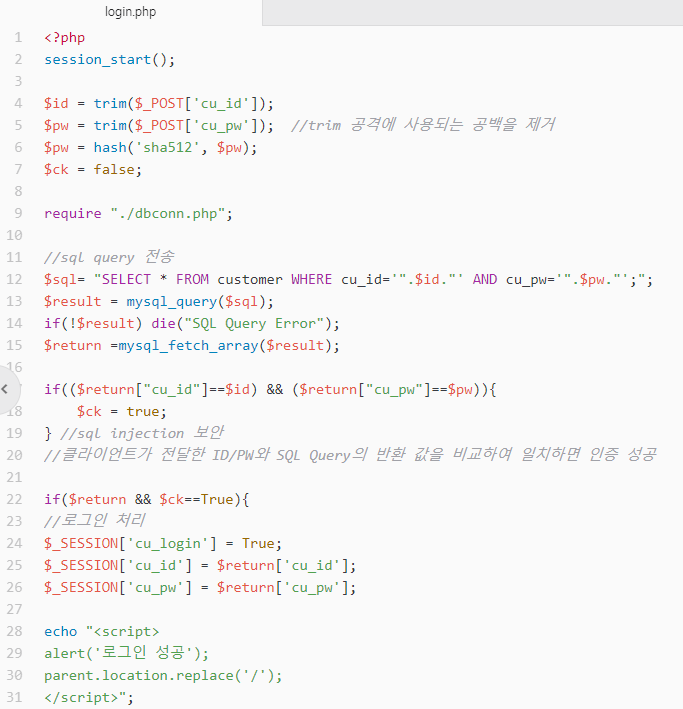 login.php
1 <?php
2 session_start();
3
4 $id = trim($_POST['cu_id']);
5 $pw = trim($_POST['cu_pw']);  //trim 공격에 사용되는 공백을 제거
6 $pw = hash('sha512', $pw);
7 $ck = false;
8
9 require "./dbconn.php";
10
11 //sql query 전송
12 $sql= "SELECT * FROM customer WHERE cu_id='".$id."' AND cu_pw='".$pw."';";
13 $result = mysql_query($sql);
14 if(!$result) die("SQL Query Error");
15 $return =mysql_fetch_array($result);
16
if(($return["cu_id"]==$id) && ($return["cu_pw"]==$pw)){
18     $ck = true;
19 } //sql injection 보안
20 //클라이언트가 전달한 ID/PW와 SQL Query의 반환 값을 비교하여 일치하면 인증 성공
21
22 if($return && $ck==True){
23 //로그인 처리
24 $_SESSION['cu_login'] = True;
25 $_SESSION['cu_id'] = $return['cu_id'];
26 $_SESSION['cu_pw'] = $return['cu_pw'];
27
28 echo "<script>
29 alert('로그인 성공');
30 parent.location.replace('/');
31 </script>";